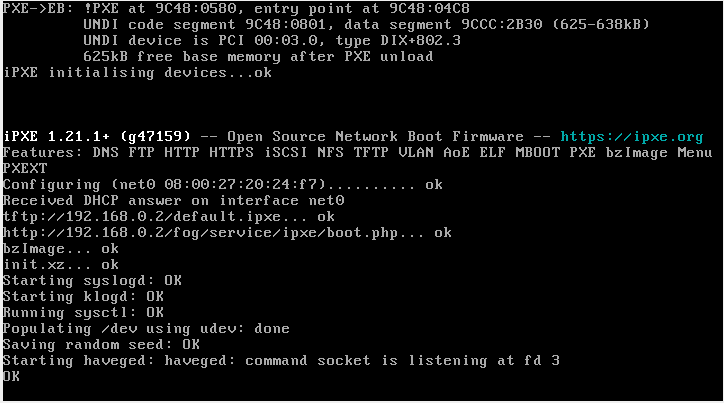 PXE->EB: !PXE at 9C48:0580, entry point at 9C48:04C8
UNDI code segment 9C48:0801, data segment 9CCC:2B30 (625-638kB)
UNDI device is PCI 00:03.0, type DIX+802.3
625kB free base memory after PXE unload
iPXE initialising devices...ok
iPXE 1.21.1+ (g47159) -- Open Source Network Boot Firmware -- https://ipxe.org
Features: DNS FTP HTTP HTTPS iSCSI NFS TFTP VLAN AoE ELF MBOOT PXE bzImage Menu
PXEXT
Configuring (net0 08:00:27:20:24:f7).......... ok
Received DHCP answer on interface net0
tftp://192.168.0.2/default.ipxe... ok
http://192.168.0.2/fog/service/ipxe/boot.php... ok
bzImage... ok
init.xz... ok
Starting syslogd: OK
Starting klogd: OK
Running sysctl: OK
Populating /dev using udev: done
Saving random seed: OK
Starting haveged: haveged: command socket is listening at fd 3
OK